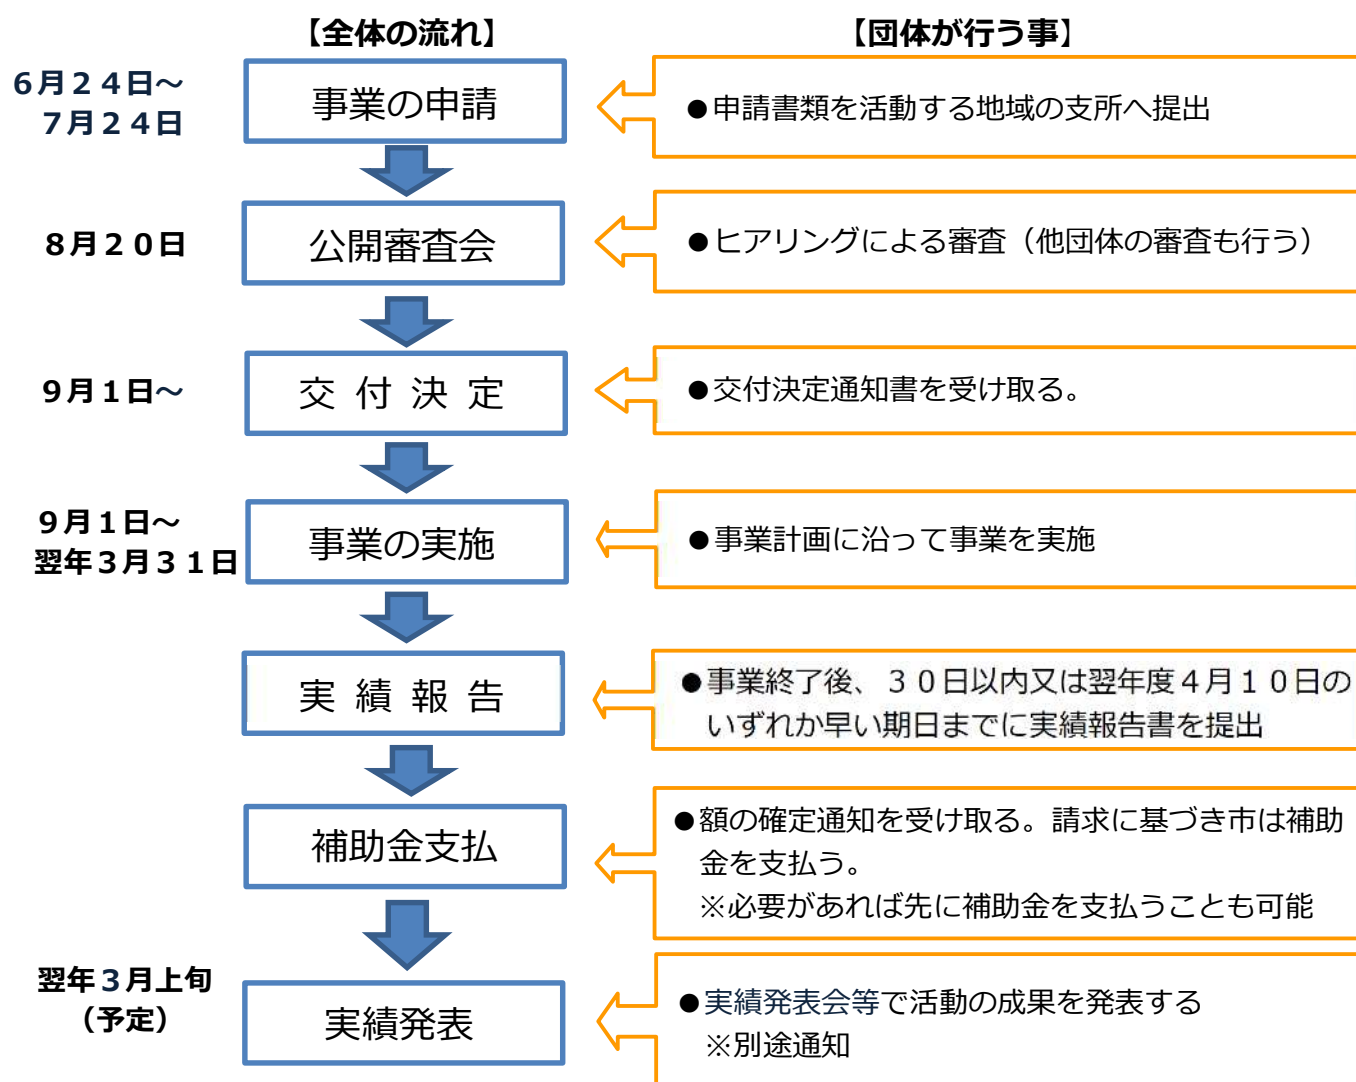 【全体の流れ】
【団体が行う事】
６月２４日～
７月２４日
事業の申請
●申請書類を活動する地域の支所へ提出
８月２０日
公開審査会
●ヒアリングによる審査（他団体の審査も行う）
９月１日～
交 付 決 定
●交付決定通知書を受け取る。
９月１日～
翌年３月３１日
事業の実施
●事業計画に沿って事業を実施
実 績 報 告
●事業終了後、３０日以内又は翌年度４月１０日の
いずれか早い期日までに実績報告書を提出
補助金支払
●額の確定通知を受け取る。請求に基づき市は補助
金を支払う。
※必要があれば先に補助金を支払うことも可能
翌年３月上旬
（予定）
実績発表
●実績発表会等で活動の成果を発表する
※別途通知